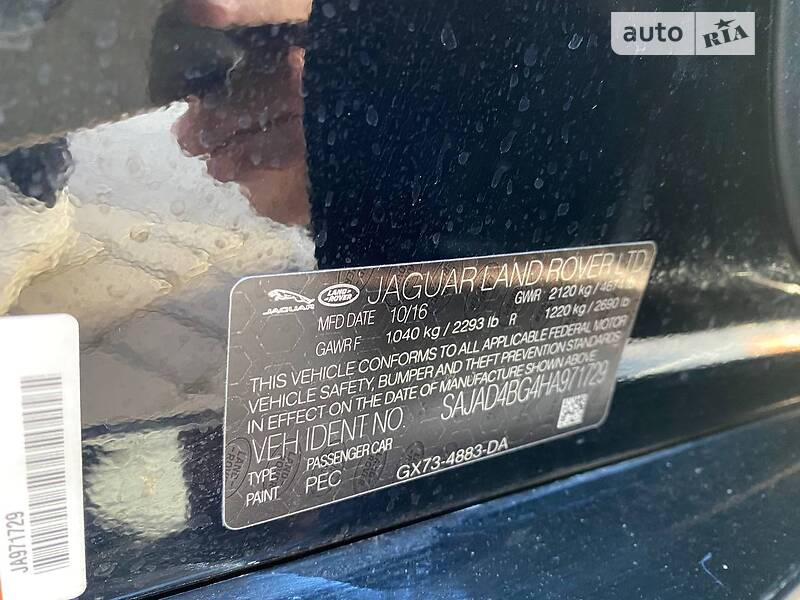 auto RIA
JAGUAR
LAND ROVER
JAGUAR LAND ROVER LTD
MFD DATE 10/16 GWR 2120 kg / 4674 lb
GAWR F 1040 kg / 2293 lb R 1220 kg / 2690 lb
THIS VEHICLE CONFORMS TO ALL APPLICABLE FEDERAL MOTOR
VEHICLE SAFETY, BUMPER AND THEFT PREVENTION STANDARDS
IN EFFECT ON THE DATE OF MANUFACTURE SHOWN ABOVE.
VEH IDENT NO. SAJAD4BG4HA971729
TYPE PASSENGER CAR
PAINT PEC GX73-4883-DA
JA971729